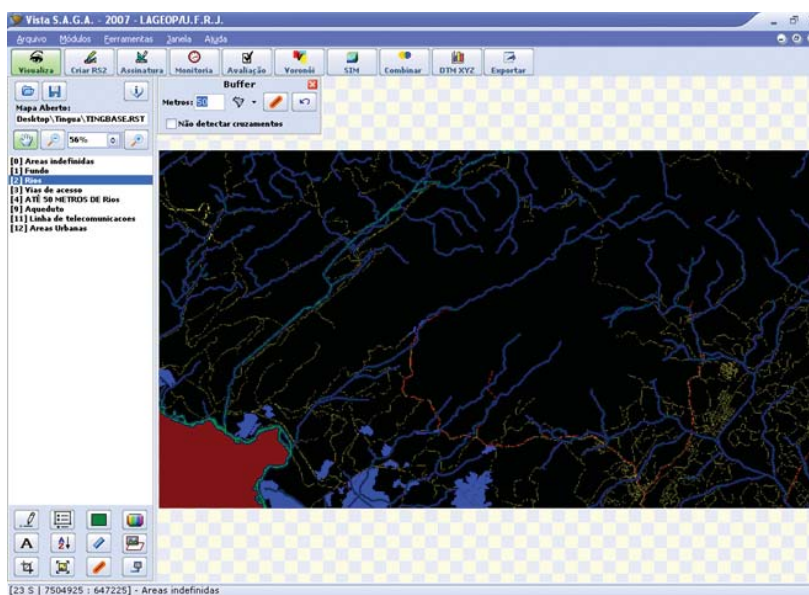 Vista S.A.G.A. - 2007 - LAGEOP/U.F.R.J.
Arquivo Módulos Ferramentas Janela Ajuda
Visualiza Criar RS2 Assinatura Monitoria Avaliação Voronói SIM Combinar DTM XYZ Exportar
Buffer
Metros: 50
Não detectar cruzamentos
Mapa Aberto:
Desktop\Tingua\TINGBASE.RST
56%
[0] Areas indefinidas
[1] Fundo
[2] Rios
[3] Vias de acesso
[4] ATÉ 50 METROS DE Rios
[9] Aqueduto
[11] Linha de telecomunicacoes
[12] Areas Urbanas
A
[23 S | 7504925 : 647225] - Areas indefinidas